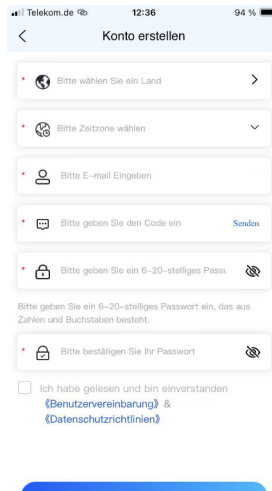 Telekom.de 12:36 94 %
Konto erstellen
* Bitte wählen Sie ein Land
* Bitte Zeitzone wählen
* Bitte E-mail Eingeben
* Bitte geben Sie den Code ein Senden
* Bitte geben Sie ein 6-20-stelliges Pass
Bitte geben Sie ein 6-20-stelliges Passwort ein, das aus
Zahlen und Buchstaben besteht.
* Bitte bestätigen Sie Ihr Passwort
Ich habe gelesen und bin einverstanden
《Benutzervereinbarung》 &
《Datenschutzrichtlinien》